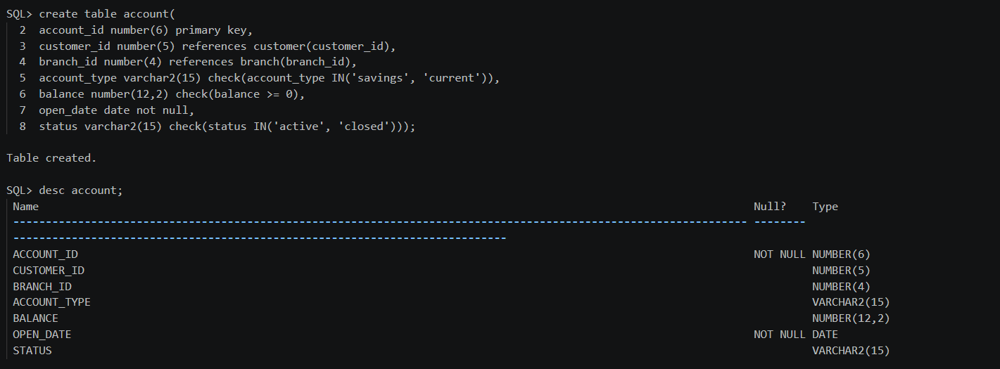 SQL> create table account(
2 account_id number(6) primary key,
3 customer_id number(5) references customer(customer_id),
4 branch_id number(4) references branch(branch_id),
5 account_type varchar2(15) check(account_type IN('savings', 'current')),
6 balance number(12,2) check(balance >= 0),
7 open_date date not null,
8 status varchar2(15) check(status IN('active', 'closed')));
Table created.
SQL> desc account;
Name Null? Type
----------------------------------------------------------------------------------------------------------------- --------
----------------------------------------------------------------------------
ACCOUNT_ID NOT NULL NUMBER(6)
CUSTOMER_ID NUMBER(5)
BRANCH_ID NUMBER(4)
ACCOUNT_TYPE VARCHAR2(15)
BALANCE NUMBER(12,2)
OPEN_DATE NOT NULL DATE
STATUS VARCHAR2(15)